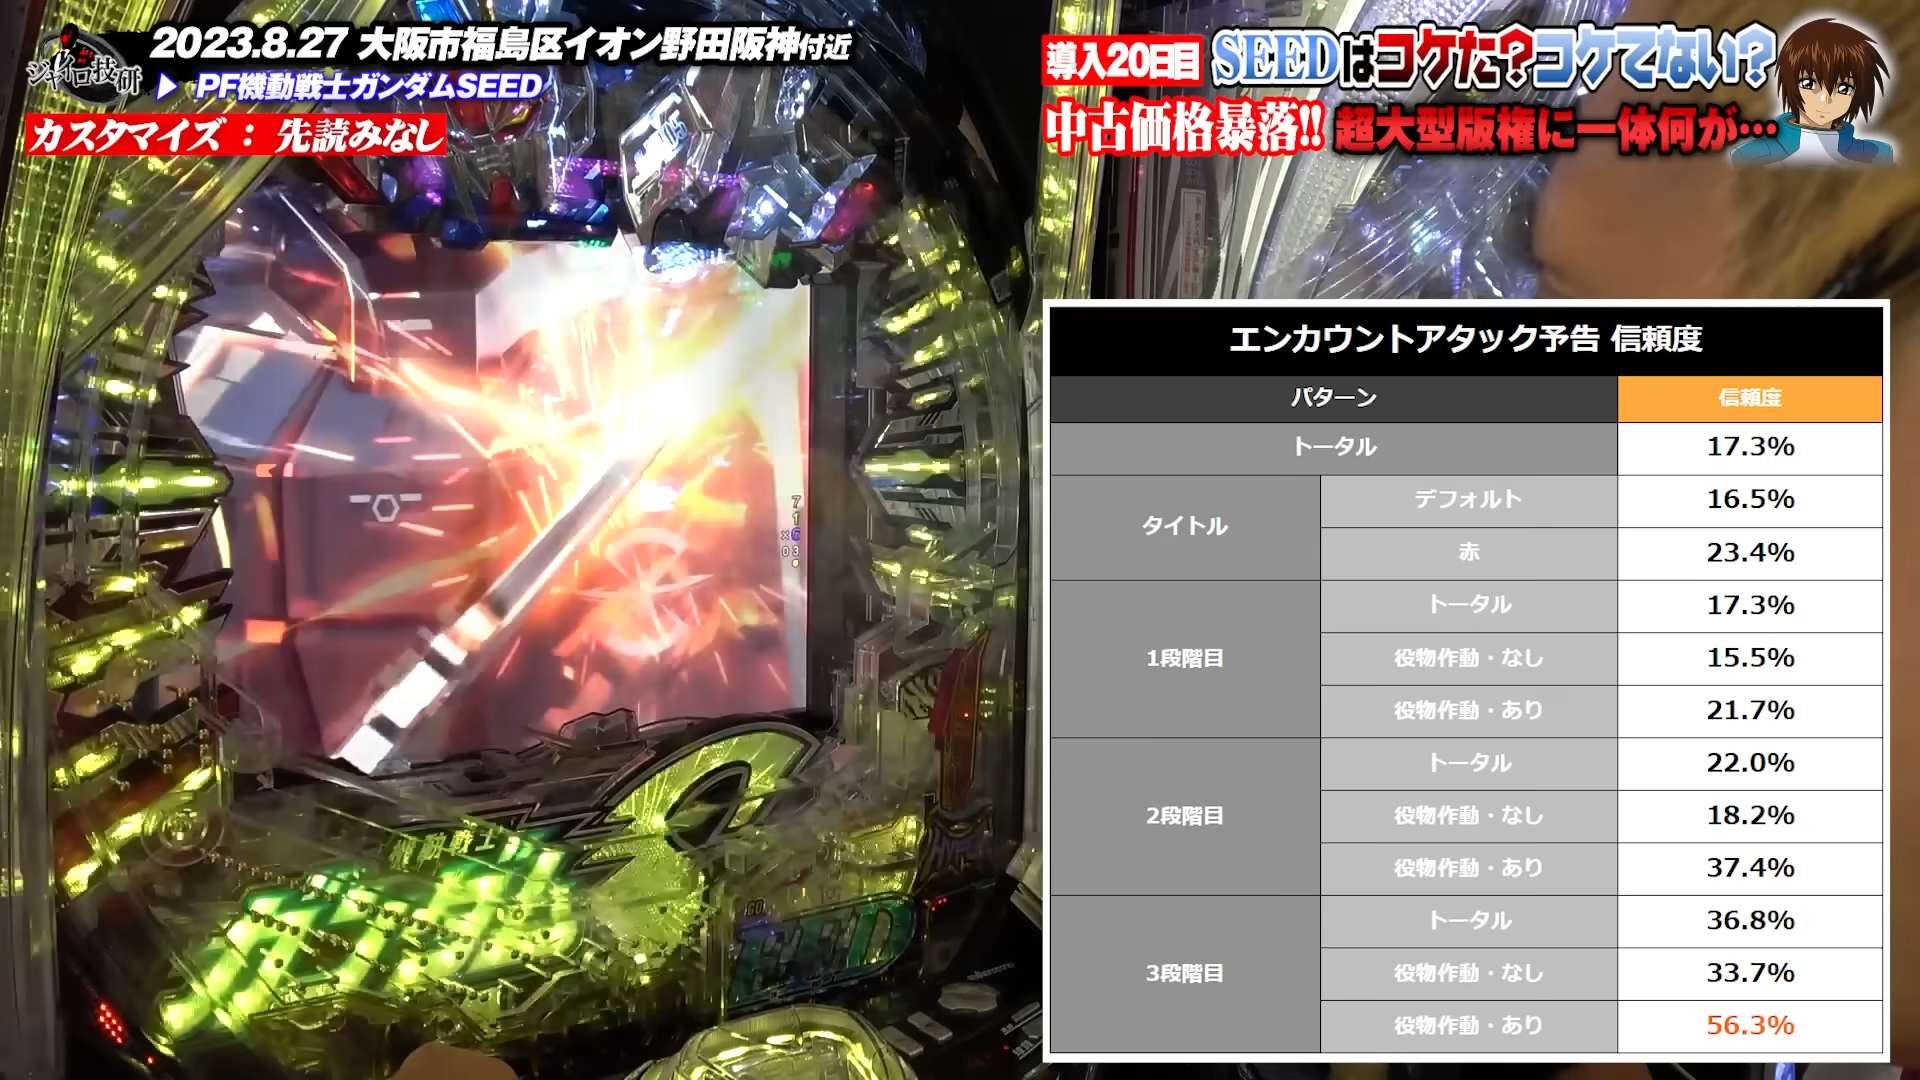 ジャイロ技研
2023.8.27 大阪市福島区イオン野田阪神付近
▶ PF機動戦士ガンダムSEED
カスタマイズ : 先読みなし
導入20日目 SEEDはコケた?コケてない?
中古価格暴落!! 超大型版権に一体何が…
エンカウントアタック予告 信頼度
パターン 信頼度
トータル 17.3%
タイトル デフォルト 16.5%
赤 23.4%
1段階目 トータル 17.3%
役物作動・なし 15.5%
役物作動・あり 21.7%
2段階目 トータル 22.0%
役物作動・なし 18.2%
役物作動・あり 37.4%
3段階目 トータル 36.8%
役物作動・なし 33.7%
役物作動・あり 56.3%
機動戦士